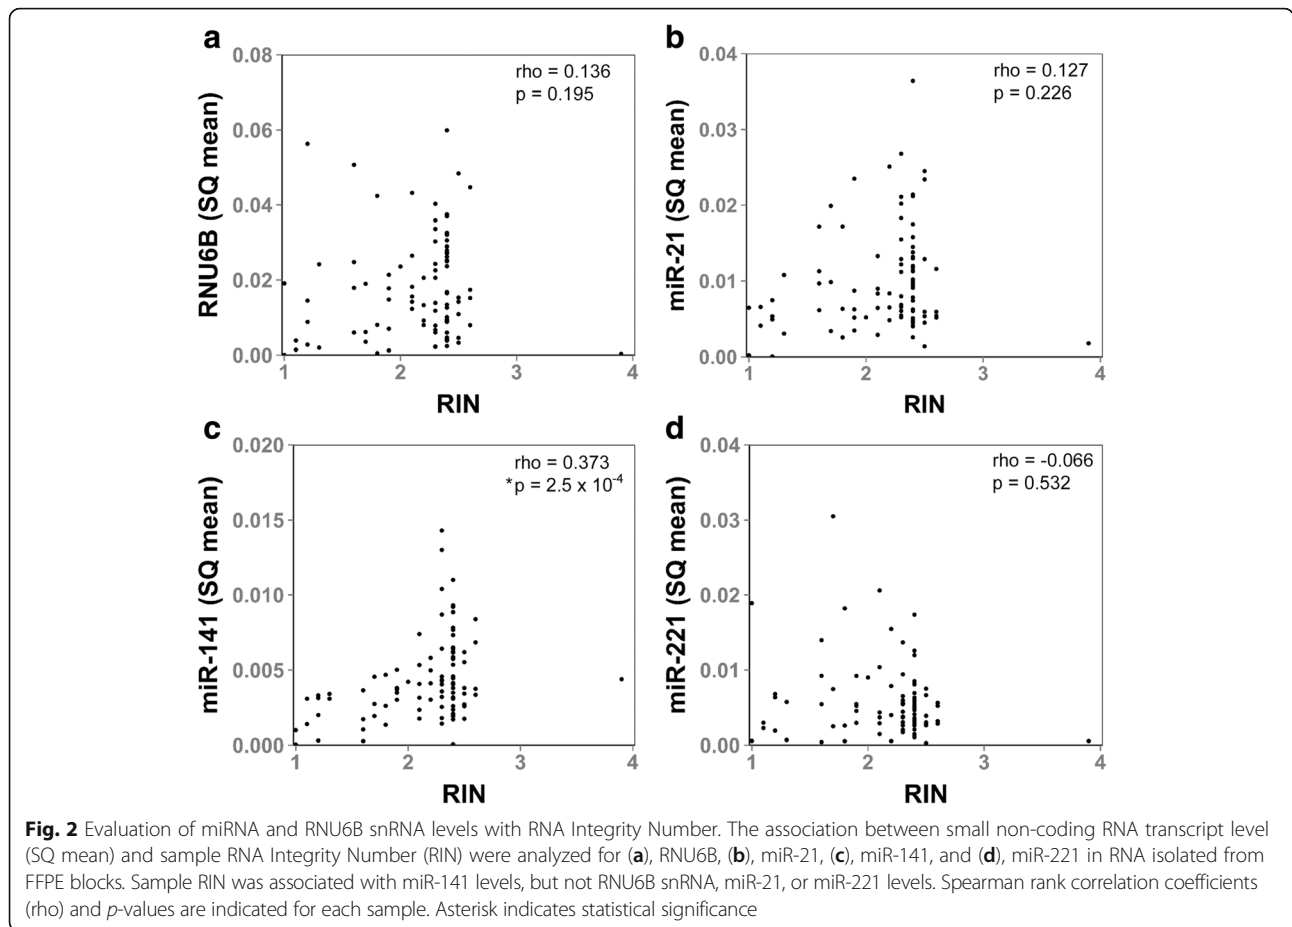 a
0.08
0.06
0.04
0.02
0.00
RNU6B (SQ mean)
rho = 0.136
p = 0.195
1 2 3 4
RIN
b
0.04
0.03
0.02
0.01
0.00
miR-21 (SQ mean)
rho = 0.127
p = 0.226
1 2 3 4
RIN
c
0.020
0.015
0.010
0.005
0.000
miR-141 (SQ mean)
rho = 0.373
*p = 2.5 x 10⁻⁴
1 2 3 4
RIN
d
0.04
0.03
0.02
0.01
0.00
miR-221 (SQ mean)
rho = -0.066
p = 0.532
1 2 3 4
RIN
Fig. 2 Evaluation of miRNA and RNU6B snRNA levels with RNA Integrity Number. The association between small non-coding RNA transcript level
(SQ mean) and sample RNA Integrity Number (RIN) were analyzed for (a), RNU6B, (b), miR-21, (c), miR-141, and (d), miR-221 in RNA isolated from
FFPE blocks. Sample RIN was associated with miR-141 levels, but not RNU6B snRNA, miR-21, or miR-221 levels. Spearman rank correlation coefficients
(rho) and p-values are indicated for each sample. Asterisk indicates statistical significance